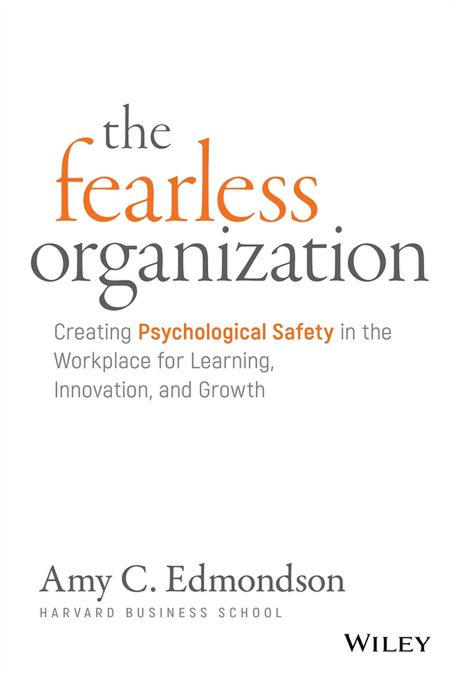 the
fearless
organization
Creating Psychological Safety in the
Workplace for Learning,
Innovation, and Growth
Amy C. Edmondson
HARVARD BUSINESS SCHOOL
WILEY